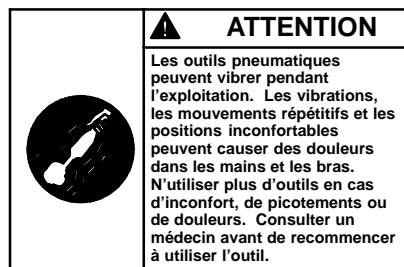 ATTENTION
Les outils pneumatiques
peuvent vibrer pendant
l'exploitation. Les vibrations,
les mouvements répétitifs et les
positions inconfortables
peuvent causer des douleurs
dans les mains et les bras.
N'utiliser plus d'outils en cas
d'inconfort, de picotements ou
de douleurs. Consulter un
médecin avant de recommencer
à utiliser l'outil.